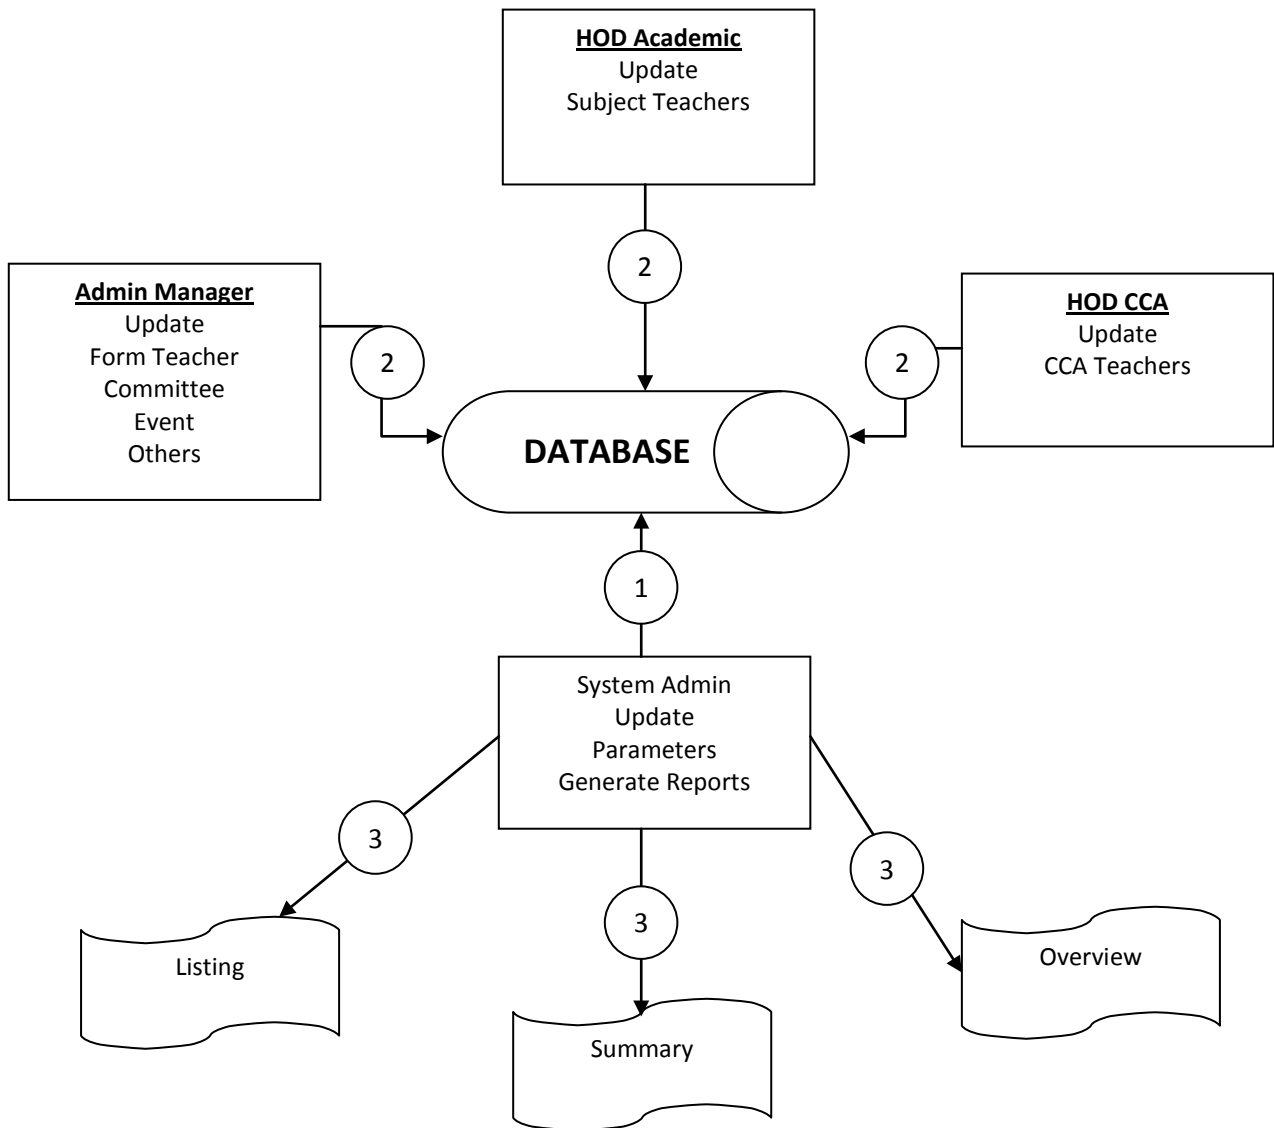 HOD Academic
Update
Subject Teachers
2
Admin Manager
Update
Form Teacher
Committee
Event
Others
2
HOD CCA
Update
CCA Teachers
2
DATABASE
1
System Admin
Update
Parameters
Generate Reports
3
3
3
Listing
Summary
Overview